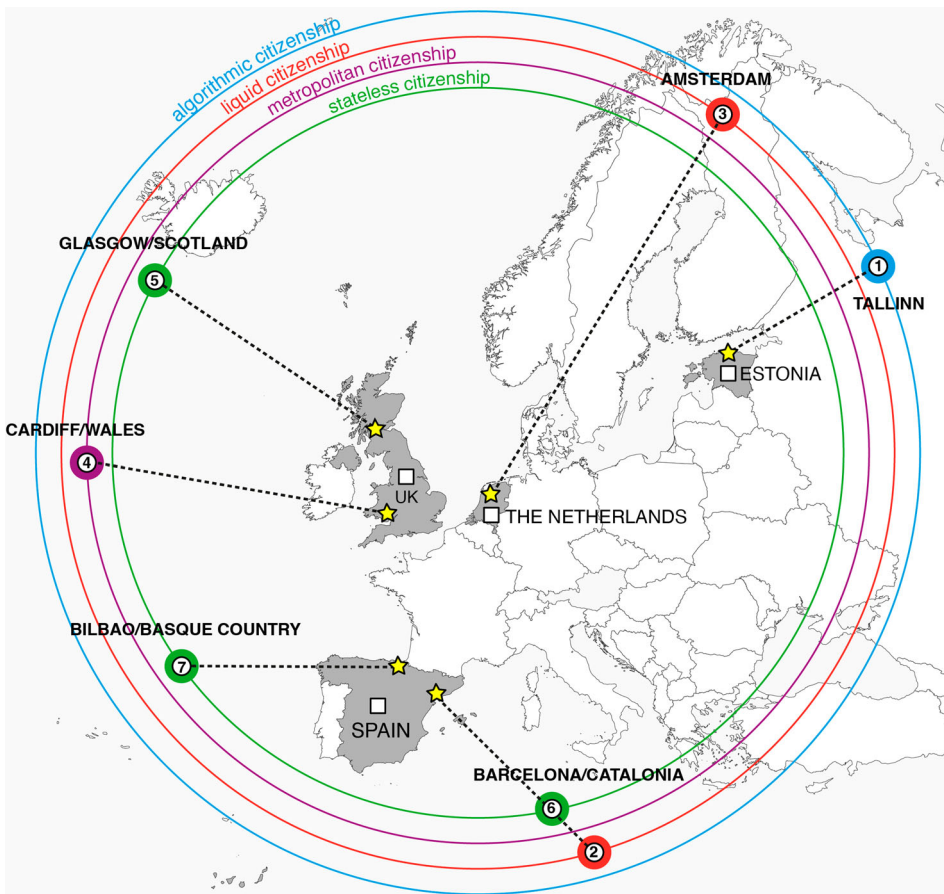 algorithmic citizenship
liquid citizenship
metropolitan citizenship
stateless citizenship
AMSTERDAM
3
GLASGOW/SCOTLAND
5
1
TALLINN
ESTONIA
CARDIFF/WALES
4
UK
THE NETHERLANDS
BILBAO/BASQUE COUNTRY
7
SPAIN
BARCELONA/CATALONIA
6
2